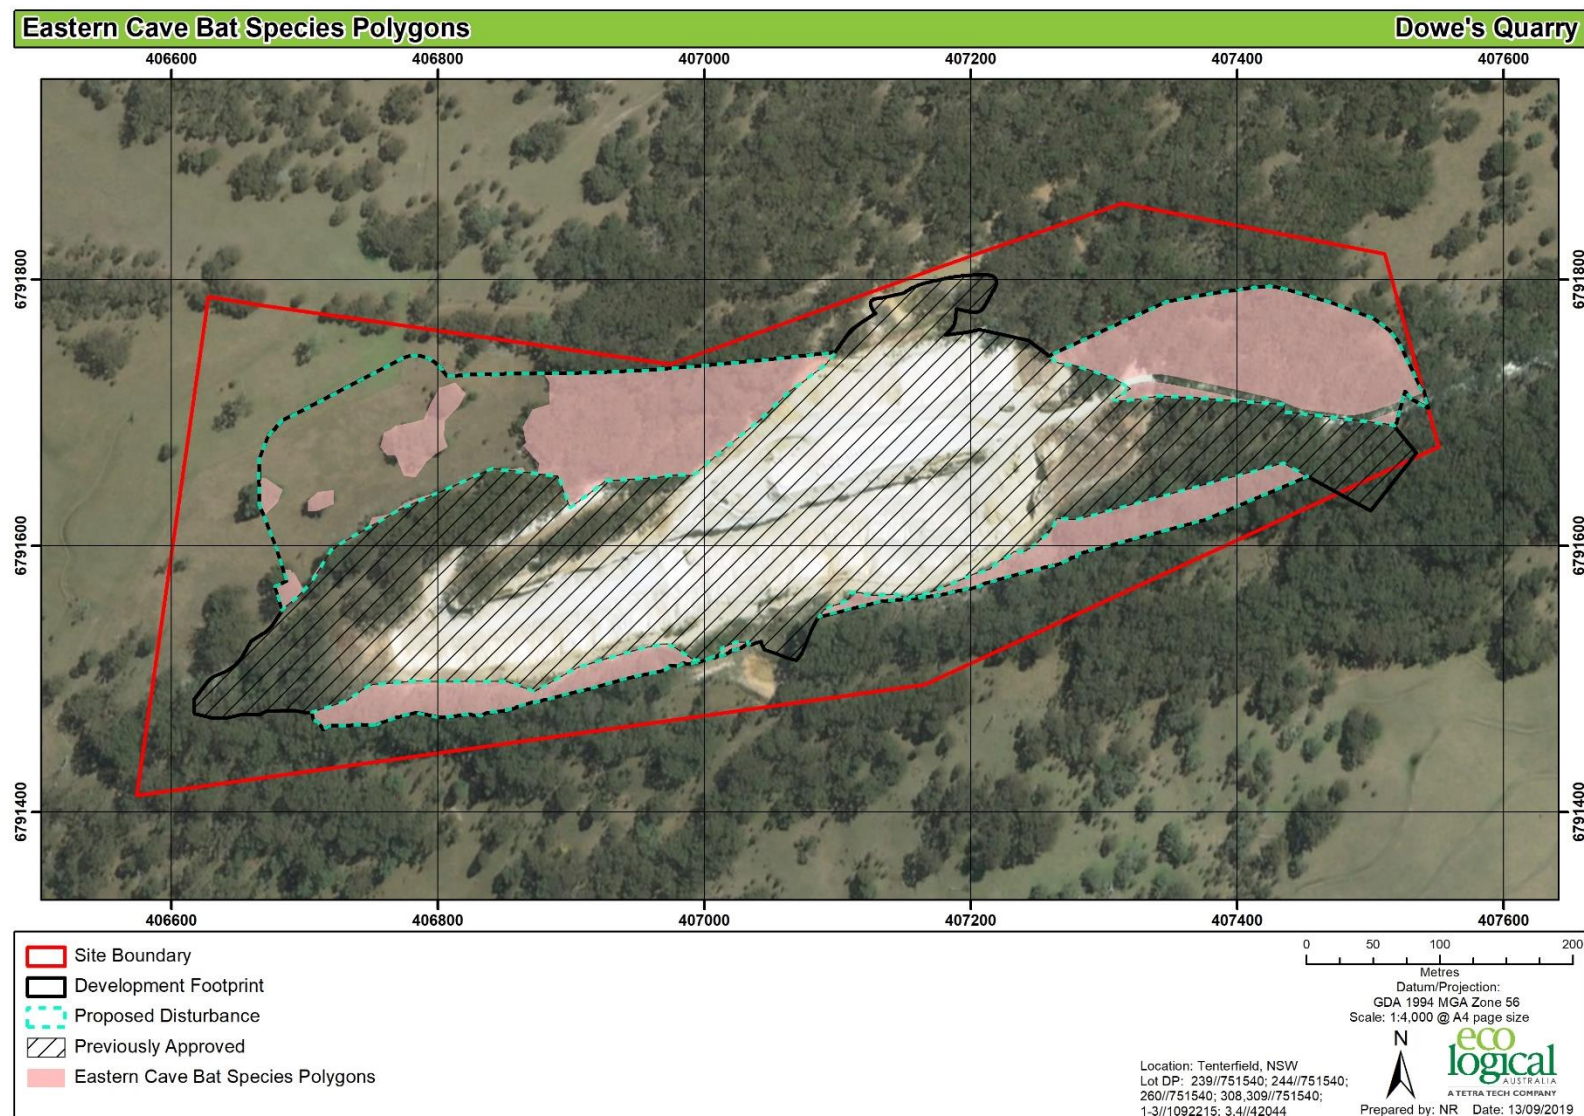 Eastern Cave Bat Species Polygons
Dowe's Quarry
406600 406800 407000 407200 407400 407600
6791800 6791800
6791600 6791600
6791400 6791400
406600 406800 407000 407200 407400 407600
Site Boundary
Development Footprint
Proposed Disturbance
Previously Approved
Eastern Cave Bat Species Polygons
0 50 100 200
Metres
Datum/Projection:
GDA 1994 MGA Zone 56
Scale: 1:4,000 @ A4 page size
N
eco
logical
AUSTRALIA
A TETRA TECH COMPANY
Location: Tenterfield, NSW
Lot DP: 239//751540; 244//751540;
260//751540; 308,309//751540;
1-3//1092215; 3,4//42044
Prepared by: NR Date: 13/09/2019